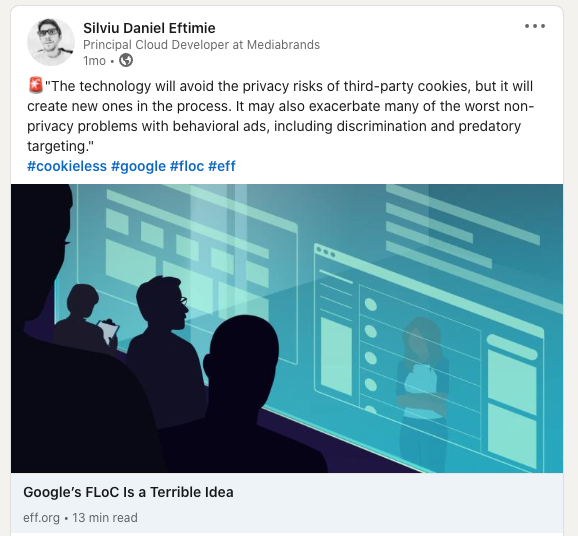 Silviu Daniel Eftimie
Principal Cloud Developer at Mediabrands
1mo •
🚨"The technology will avoid the privacy risks of third-party cookies, but it will
create new ones in the process. It may also exacerbate many of the worst non-
privacy problems with behavioral ads, including discrimination and predatory
targeting."
#cookieless #google #floc #eff
Google’s FLoC Is a Terrible Idea
eff.org • 13 min read